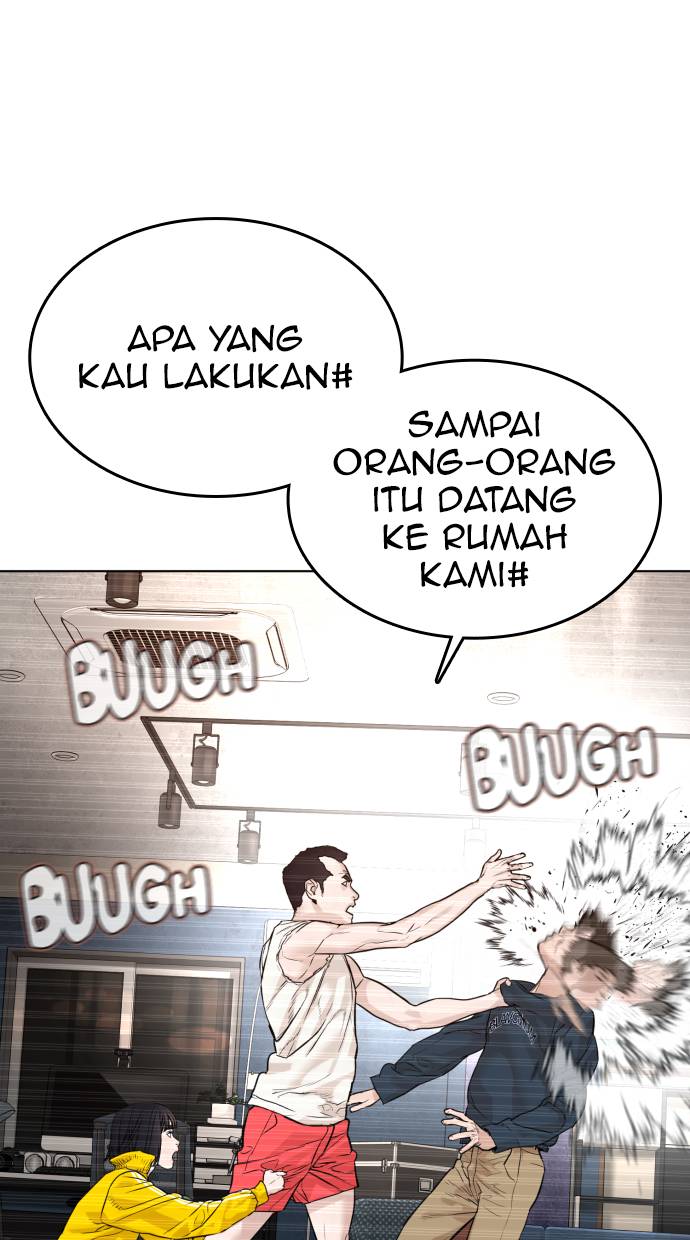 APA YANG
KAU LAKUKAN#
SAMPAI
ORANG-ORANG
ITU DATANG
KE RUMAH
KAMI#
BUUGH
BUUGH
BUUGH